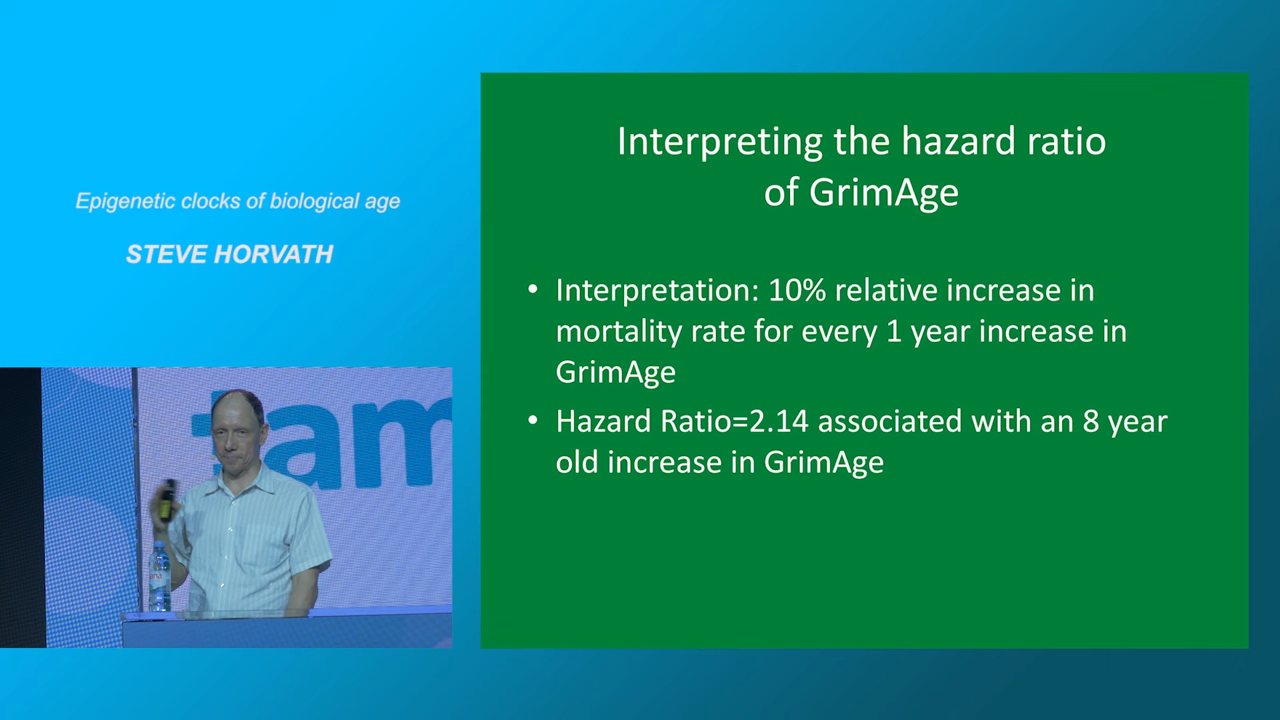 Epigenetic clocks of biological age
STEVE HORVATH
Interpreting the hazard ratio
of GrimAge
• Interpretation: 10% relative increase in
mortality rate for every 1 year increase in
GrimAge
• Hazard Ratio=2.14 associated with an 8 year
old increase in GrimAge